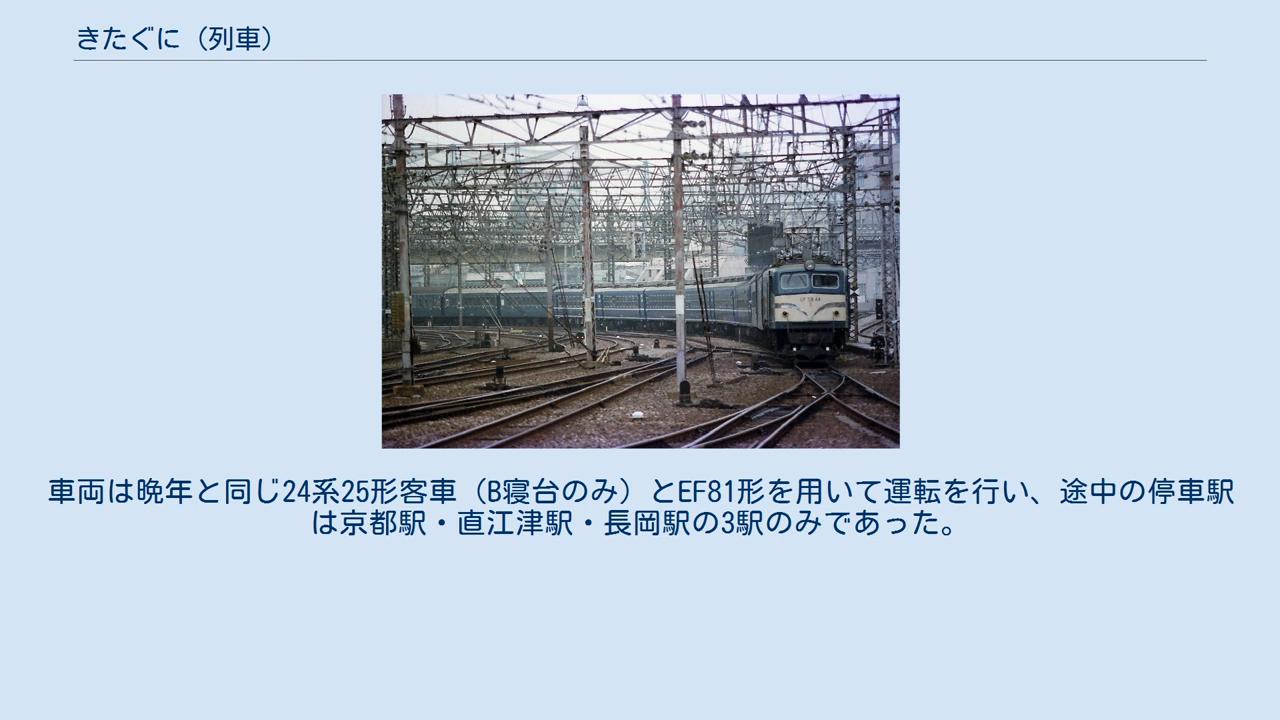 きたぐに（列車）
車両は晩年と同じ24系25形客車（B寝台のみ）とEF81形を用いて運転を行い、途中の停車駅
は京都駅・直江津駅・長岡駅の3駅のみであった。